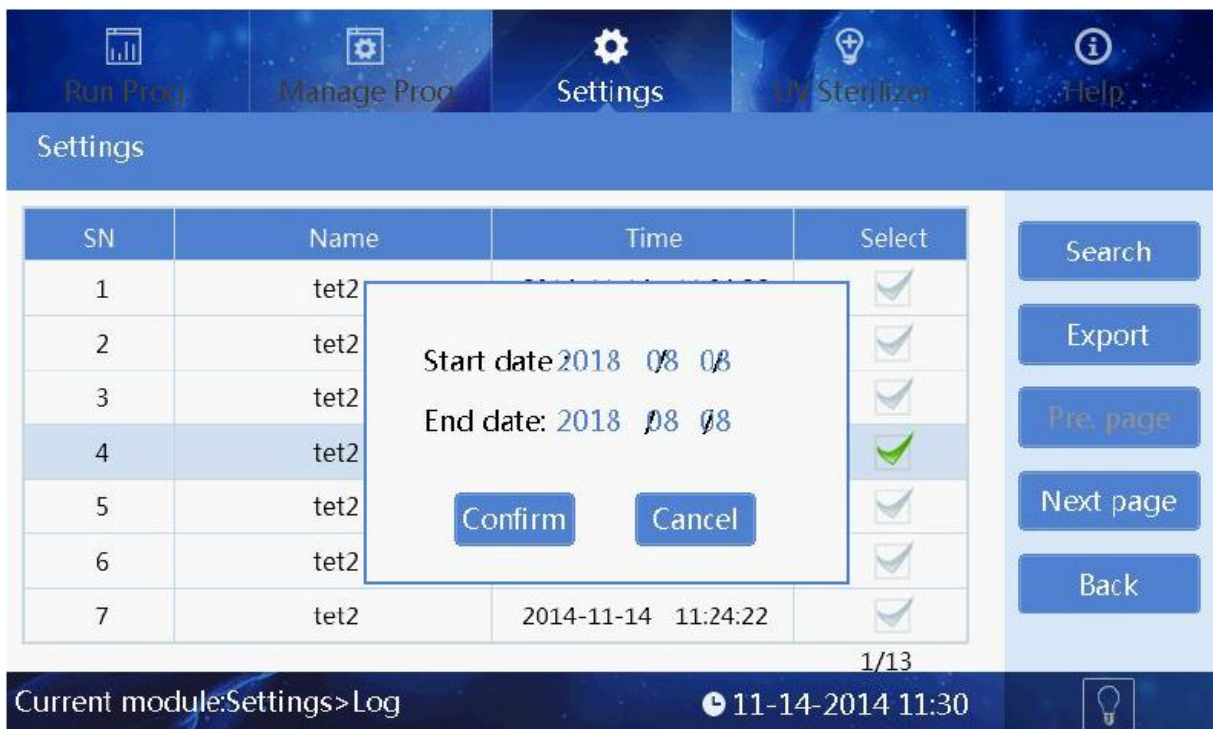 Run Prog. Manage Prog. Settings UV Sterilizer Help
Settings
SN Name Time Select
Search
1 tet2
2 tet2
Export
Start date: 2018 / 08 / 08
3 tet2
End date: 2018 / 08 / 08
Pre. page
4 tet2
5 tet2
Confirm Cancel
Next page
6 tet2
Back
7 tet2 2014-11-14 11:24:22
1/13
Current module:Settings>Log 11-14-2014 11:30